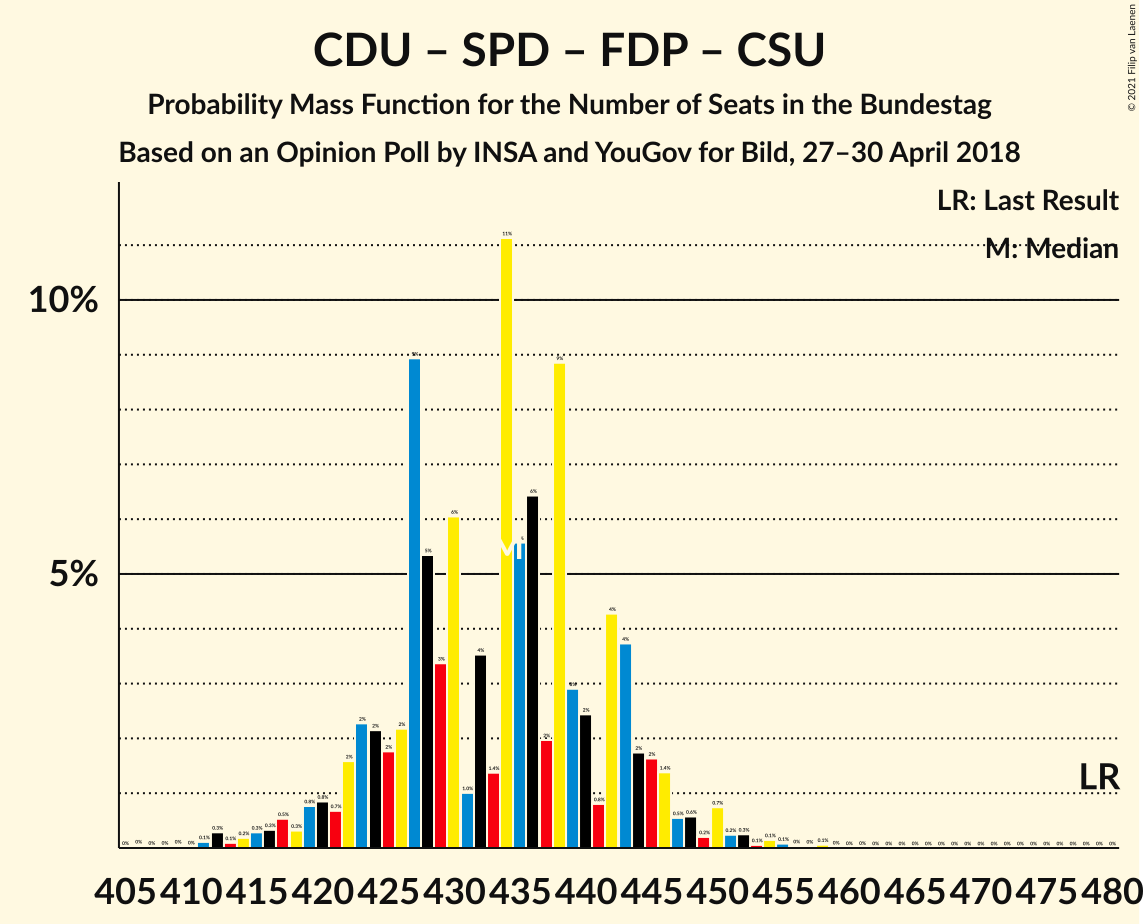 CDU – SPD – FDP – CSU
Probability Mass Function for the Number of Seats in the Bundestag
Based on an Opinion Poll by INSA and YouGov for Bild, 27–30 April 2018
© 2021 Filip van Laenen
LR: Last Result
M: Median
10%
5%
LR
M
405 410 415 420 425 430 435 440 445 450 455 460 465 470 475 480